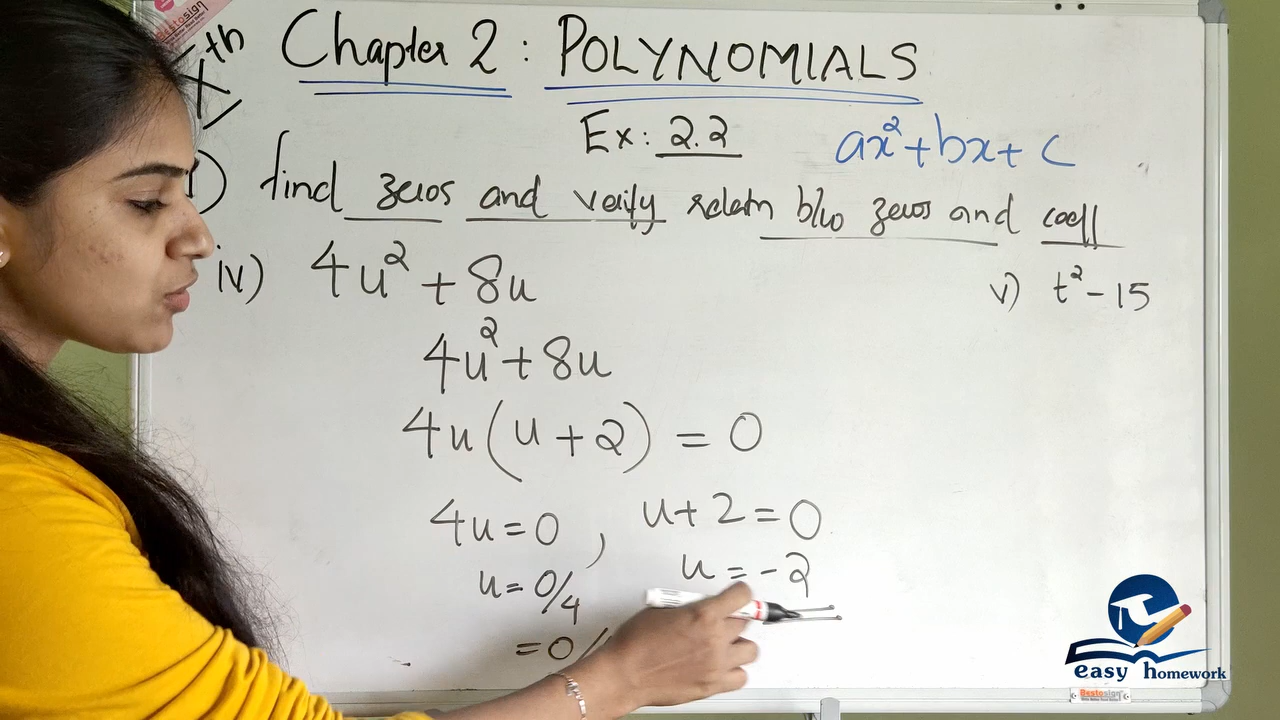 Bestosign
Xth
Chapter 2 : POLYNOMIALS
Ex: 2.2
ax²+bx+c
1) find zeros and verify relatn b/w zeros and coeff
iv) 4u²+8u
v) t²-15
4u²+8u
4u(u+2) = 0
4u=0 , u+2=0
u=0/4 u=-2
=0/
easy homework
Bestosign